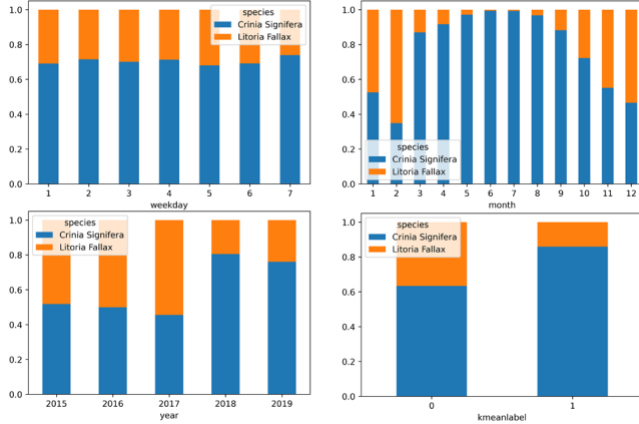 1.0
0.8
0.6
0.4
0.2
0.0
species
Crinia Signifera
Litoria Fallax
1 2 3 4 5 6 7
weekday
1.0
0.8
0.6
0.4
0.2
0.0
species
Crinia Signifera
Litoria Fallax
1 2 3 4 5 6 7 8 9 10 11 12
month
1.0
0.8
0.6
0.4
0.2
0.0
species
Crinia Signifera
Litoria Fallax
2015 2016 2017 2018 2019
year
1.0
0.8
0.6
0.4
0.2
0.0
species
Crinia Signifera
Litoria Fallax
0 1
kmeanlabel